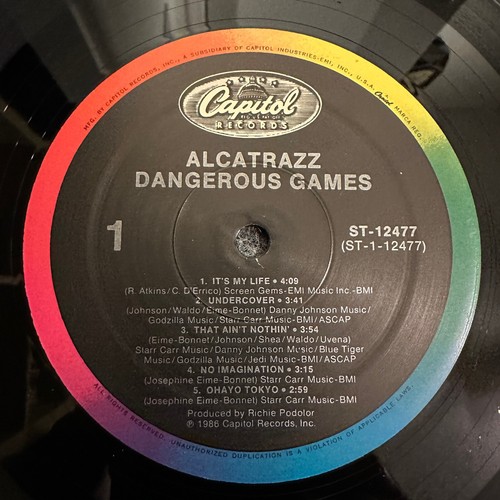 MFG. BY CAPITOL RECORDS, INC., A SUBSIDIARY OF CAPITOL INDUSTRIES-EMI, INC., U.S.A. Capitol MARCA REG.
Capitol
RECORDS
ALCATRAZZ
DANGEROUS GAMES
1
ST-12477
(ST-1-12477)
1. IT'S MY LIFE • 4:09
(R. Atkins/C. D'Errico) Screen Gems-EMI Music Inc.-BMI
2. UNDERCOVER • 3:41
(Johnson/Waldo/Eime-Bonnet) Danny Johnson Music/
Godzilla Music/Starr Carr Music-BMI/ASCAP
3. THAT AIN'T NOTHIN' • 3:54
(Eime-Bonnet/Johnson/Shea/Waldo/Uvena)
Starr Carr Music/Danny Johnson Music/Blue Tiger
Music/Godzilla Music/Jedi Music-BMI/ASCAP
4. NO IMAGINATION • 3:15
(Josephine Eime-Bonnet) Starr Carr Music-BMI
5. OHAYO TOKYO • 2:59
(Josephine Eime-Bonnet) Starr Carr Music-BMI
Produced by Richie Podolor
℗ 1986 Capitol Records, Inc.
ALL RIGHTS RESERVED. UNAUTHORIZED DUPLICATION IS A VIOLATION OF APPLICABLE LAWS.